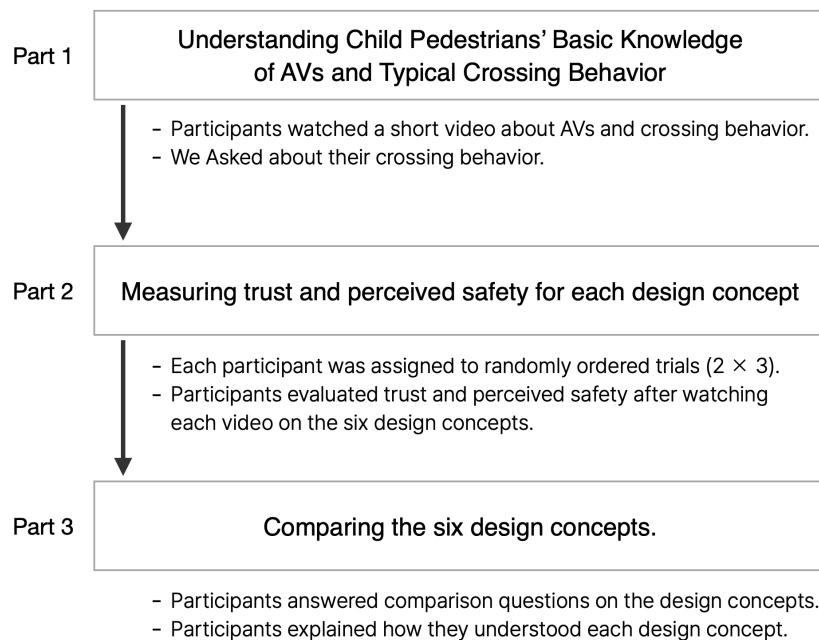 Part 1
Understanding Child Pedestrians’ Basic Knowledge
of AVs and Typical Crossing Behavior
– Participants watched a short video about AVs and crossing behavior.
– We Asked about their crossing behavior.
Part 2
Measuring trust and perceived safety for each design concept
– Each participant was assigned to randomly ordered trials (2 × 3).
– Participants evaluated trust and perceived safety after watching
each video on the six design concepts.
Part 3
Comparing the six design concepts.
– Participants answered comparison questions on the design concepts.
– Participants explained how they understood each design concept.